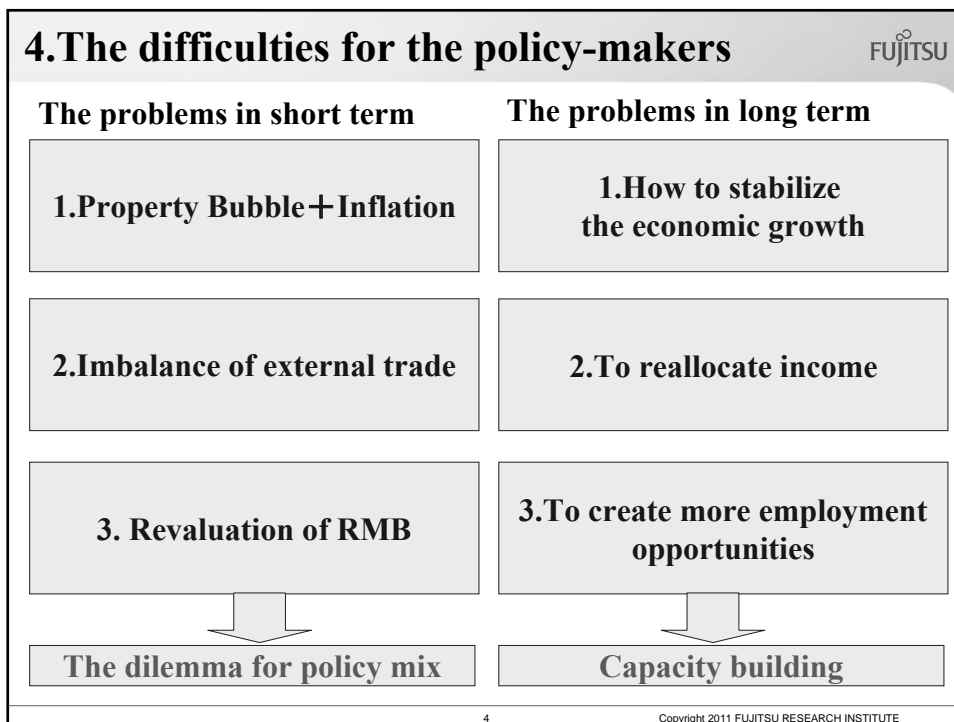 4.The difficulties for the policy-makers
FUJITSU
The problems in short term
1.Property Bubble＋Inflation
2.Imbalance of external trade
3. Revaluation of RMB
The dilemma for policy mix
The problems in long term
1.How to stabilize
the economic growth
2.To reallocate income
3.To create more employment
opportunities
Capacity building
4
Copyright 2011 FUJITSU RESEARCH INSTITUTE